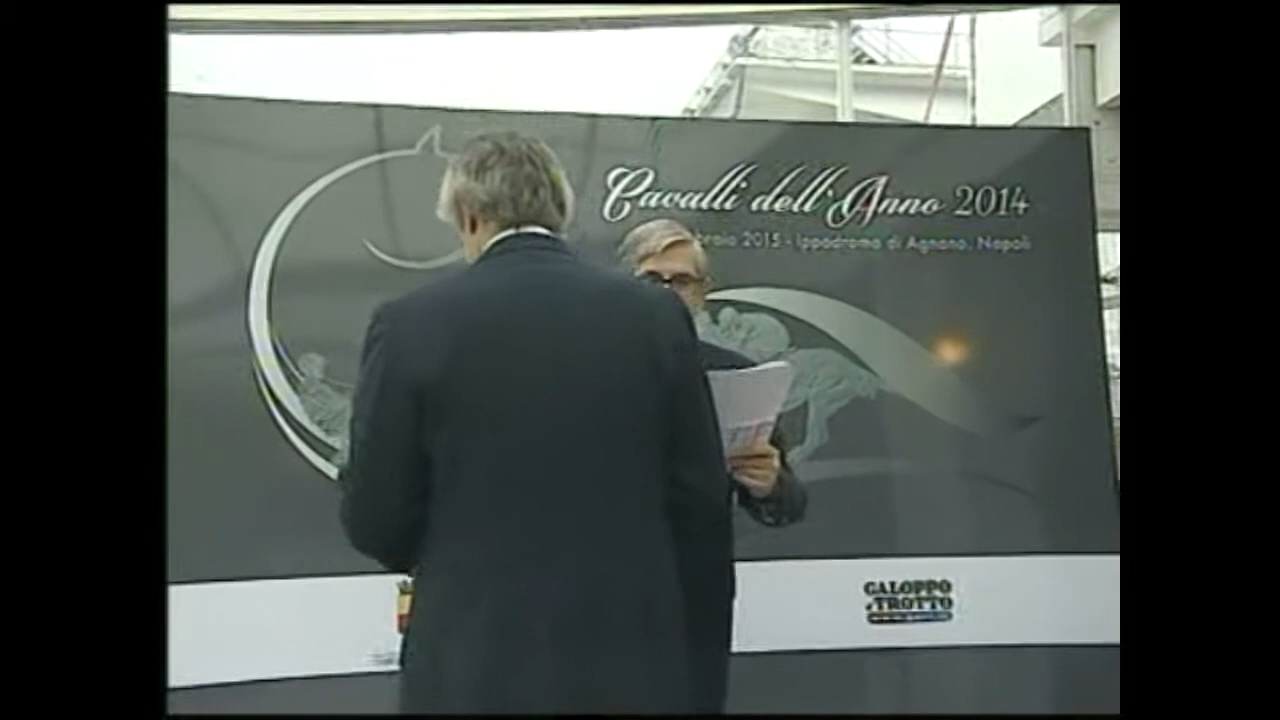 Cavalli dell'Anno 2014
braio 2015 - Ippodromo di Agnano, Napoli
GALOPPO
e TROTTO